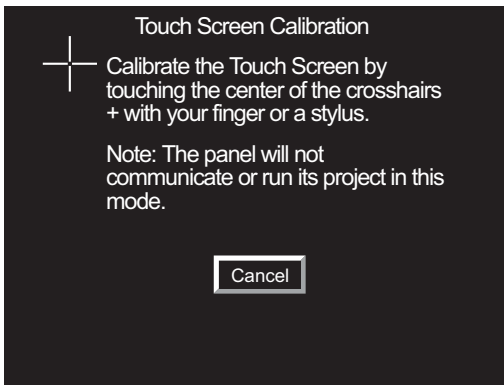 Touch Screen Calibration
Calibrate the Touch Screen by
touching the center of the crosshairs
+ with your finger or a stylus.
Note: The panel will not
communicate or run its project in this
mode.
Cancel